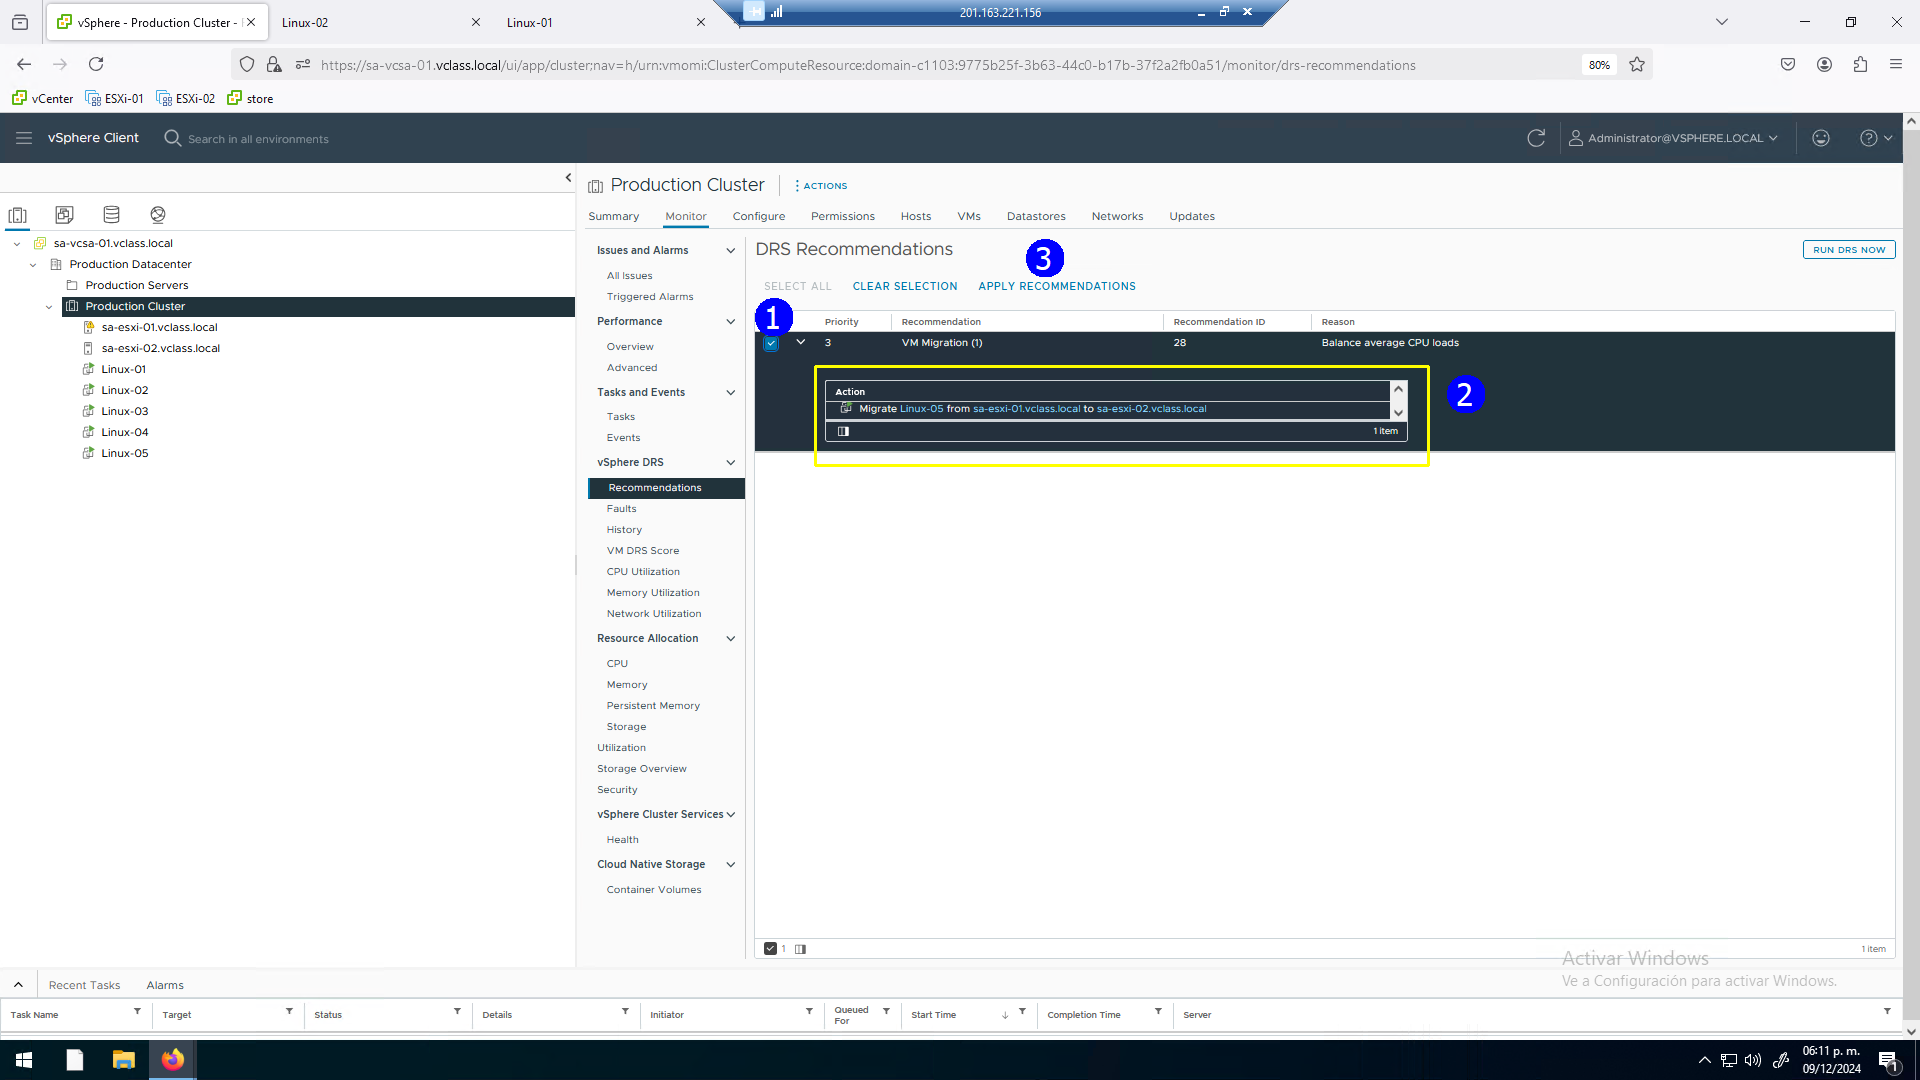 vSphere - Production Cluster -
Linux-02
Linux-01
201.163.221.156
https://sa-vcsa-01.vclass.local/ui/app/cluster;nav=h/urn:vmomi:ClusterComputeResource:domain-c1103:9775b25f-3b63-44c0-b17b-37f2a2fb0a51/monitor/drs-recommendations
80%
vCenter
ESXi-01
ESXi-02
store
vSphere Client
Search in all environments
Administrator@VSPHERE.LOCAL
sa-vcsa-01.vclass.local
Production Datacenter
Production Servers
Production Cluster
sa-esxi-01.vclass.local
sa-esxi-02.vclass.local
Linux-01
Linux-02
Linux-03
Linux-04
Linux-05
Production Cluster
ACTIONS
Summary
Monitor
Configure
Permissions
Hosts
VMs
Datastores
Networks
Updates
Issues and Alarms
All Issues
Triggered Alarms
Performance
Overview
Advanced
Tasks and Events
Tasks
Events
vSphere DRS
Recommendations
Faults
History
VM DRS Score
CPU Utilization
Memory Utilization
Network Utilization
Resource Allocation
CPU
Memory
Persistent Memory
Storage
Utilization
Storage Overview
Security
vSphere Cluster Services
Health
Cloud Native Storage
Container Volumes
DRS Recommendations
3
RUN DRS NOW
SELECT ALL
CLEAR SELECTION
APPLY RECOMMENDATIONS
1
Priority
Recommendation
Recommendation ID
Reason
3
VM Migration (1)
28
Balance average CPU loads
2
Action
Migrate Linux-05 from sa-esxi-01.vclass.local to sa-esxi-02.vclass.local
1 item
1
1 item
Activar Windows
Ve a Configuración para activar Windows.
Recent Tasks
Alarms
Task Name
Target
Status
Details
Initiator
Queued
For
Start Time
Completion Time
Server
06:11 p. m.
09/12/2024
1